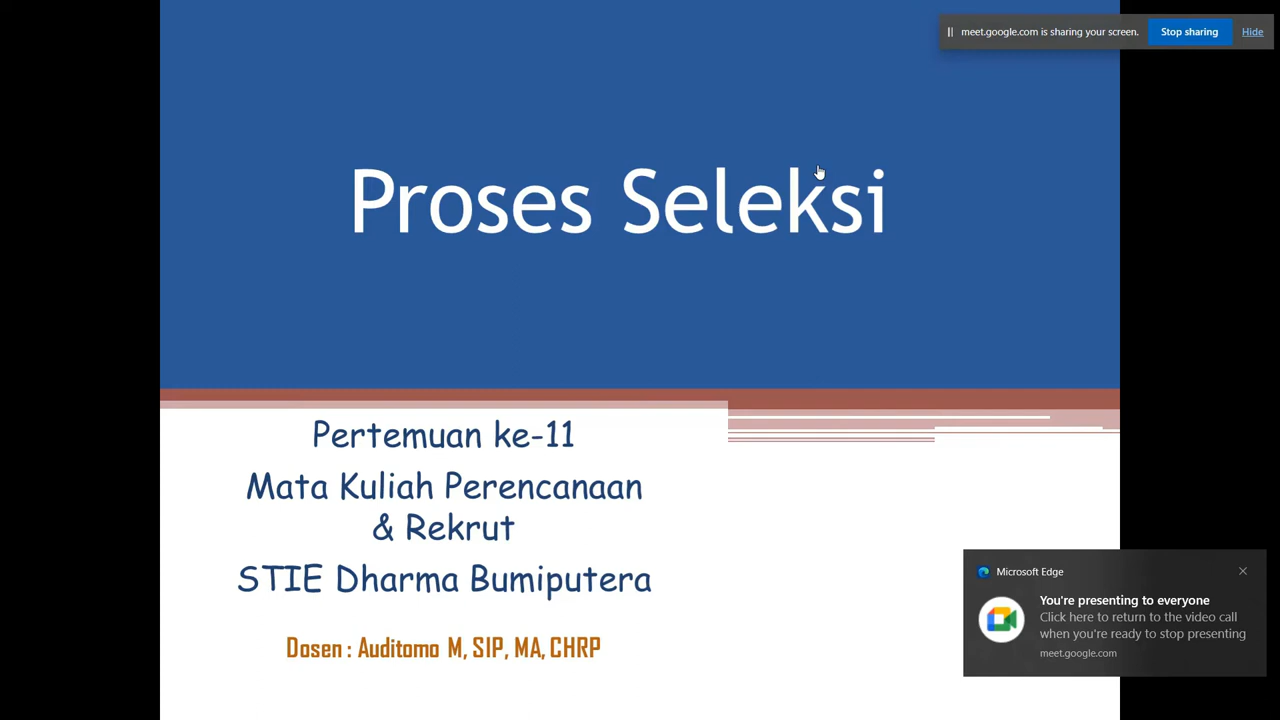 meet.google.com is sharing your screen.
Stop sharing
Hide
Proses Seleksi
Pertemuan ke-11
Mata Kuliah Perencanaan
& Rekrut
STIE Dharma Bumiputera
Dosen : Auditomo M, SIP, MA, CHRP
Microsoft Edge
You're presenting to everyone
Click here to return to the video call
when you're ready to stop presenting
meet.google.com